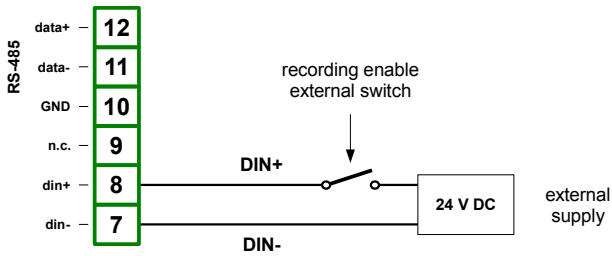 RS-485
data+ 12
data- 11
GND 10
n.c. 9
din+ 8
din- 7
recording enable
external switch
DIN+
DIN-
24 V DC
external
supply